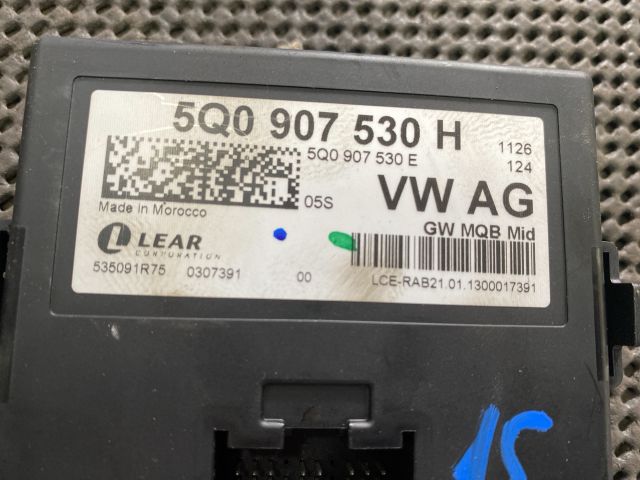 5Q0 907 530 H
1126
5Q0 907 530 E
124
05S
VW AG
Made in Morocco
GW MQB Mid
LEAR
CORPORATION
535091R75 0307391 00
LCE-RAB21.01.1300017391